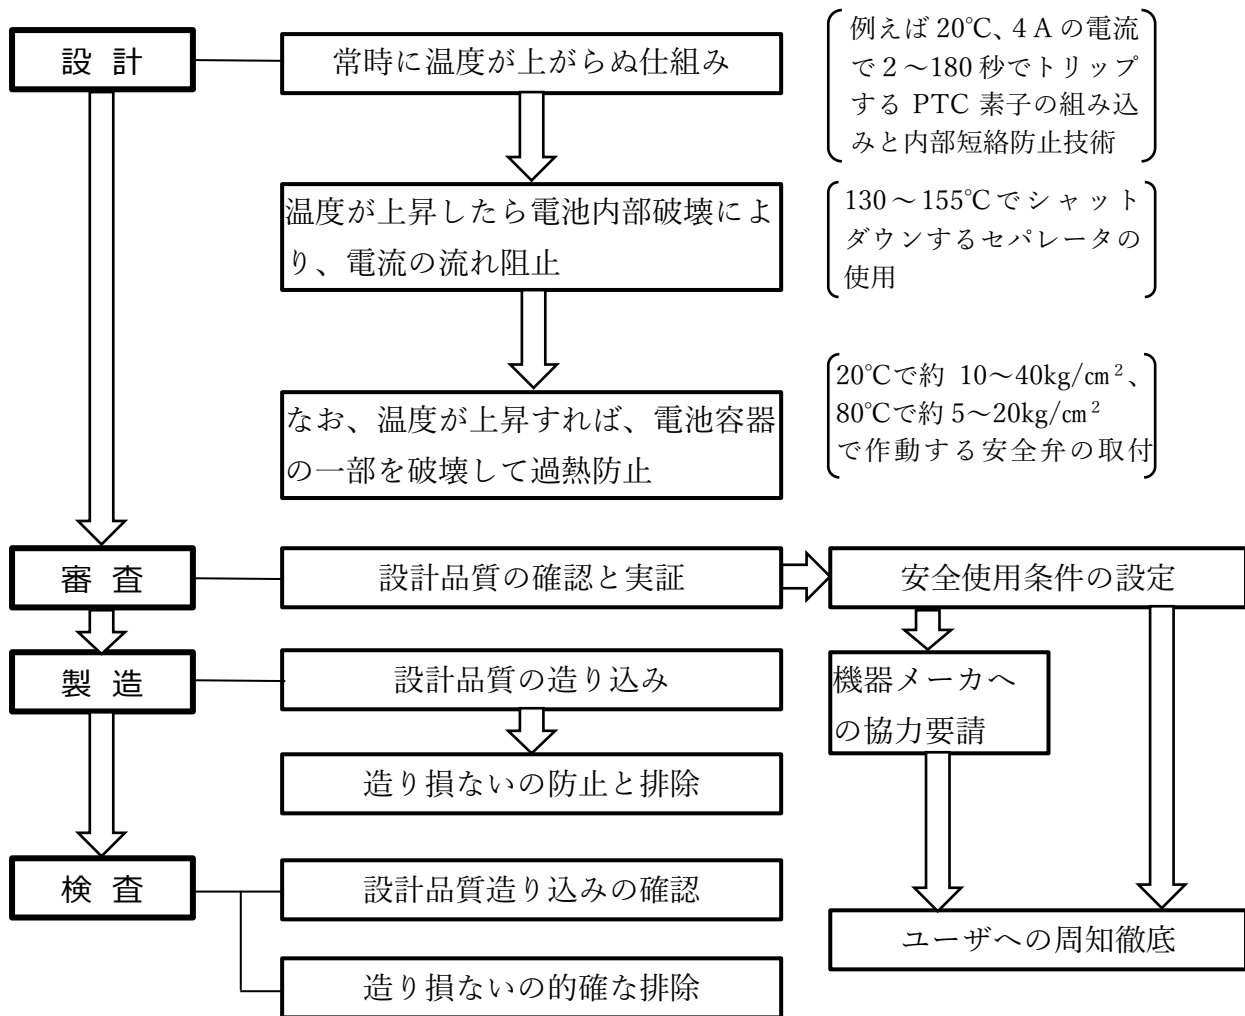 設 計
常時に温度が上がらぬ仕組み
例えば 20℃、4 A の電流
で 2 ～180 秒でトリップ
する PTC 素子の組み込
みと内部短絡防止技術
温度が上昇したら電池内部破壊によ
り、電流の流れ阻止
130～155℃でシャット
ダウンするセパレータの
使用
なお、温度が上昇すれば、電池容器
の一部を破壊して過熱防止
20℃で約 10～40kg/cm²、
80℃で約 5～20kg/cm²
で作動する安全弁の取付
審 査
設計品質の確認と実証
安全使用条件の設定
製 造
設計品質の造り込み
機器メーカへ
の協力要請
造り損ないの防止と排除
検 査
設計品質造り込みの確認
ユーザへの周知徹底
造り損ないの的確な排除